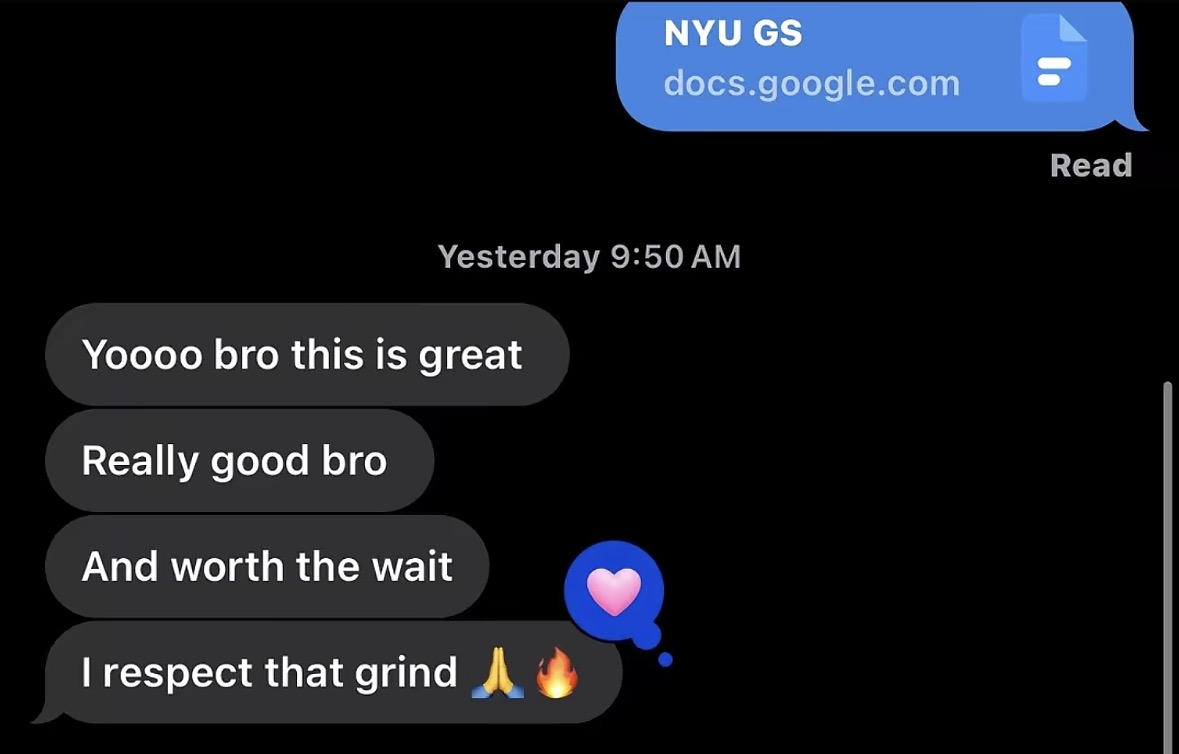 NYU GS
docs.google.com
Read
Yesterday 9:50 AM
Yoooo bro this is great
Really good bro
And worth the wait
I respect that grind 🙏🔥